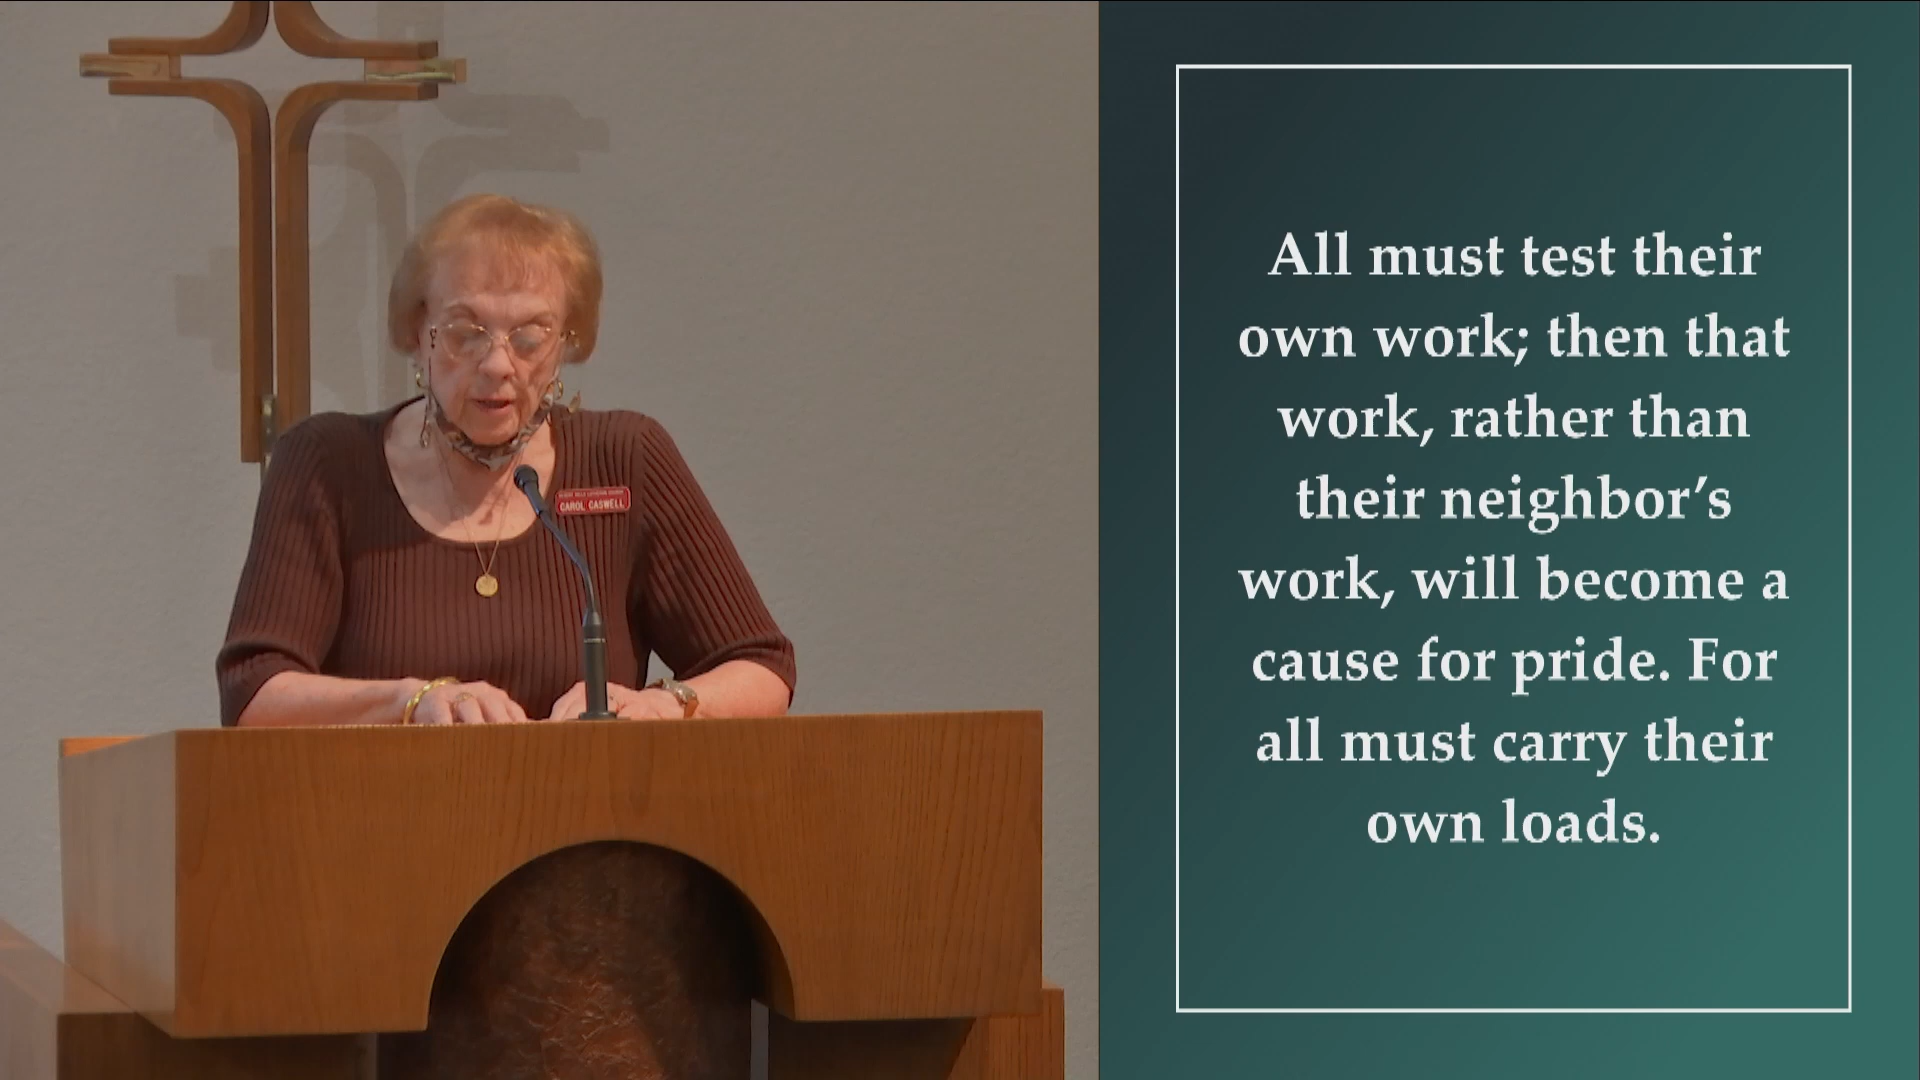 CAROL CASWELL
All must test their
own work; then that
work, rather than
their neighbor’s
work, will become a
cause for pride. For
all must carry their
own loads.